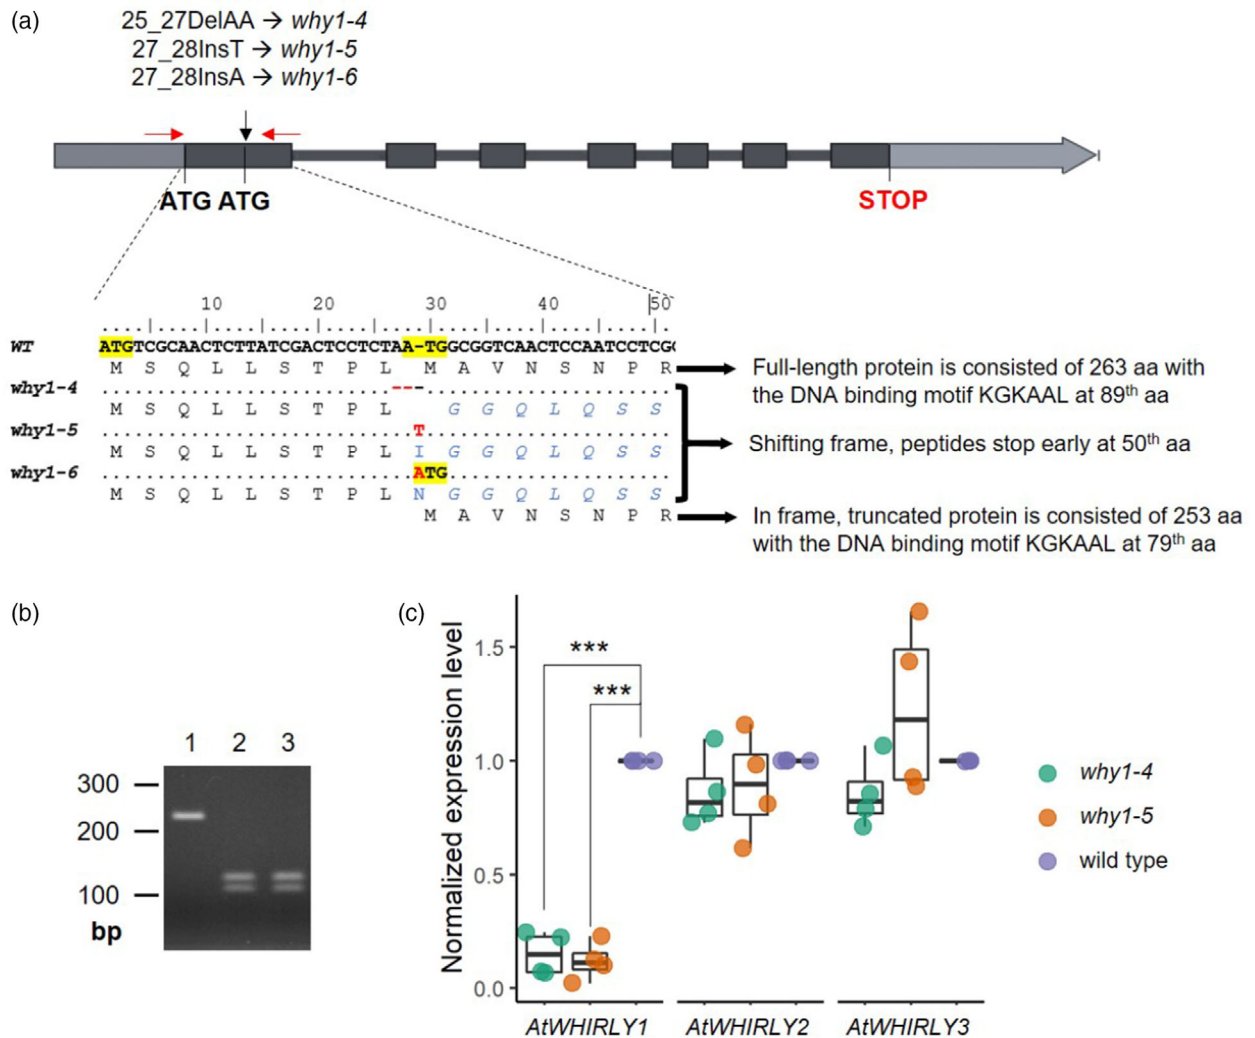 (a)
25_27DelAA → why1-4
27_28InsT → why1-5
27_28InsA → why1-6
ATG ATG
STOP
10 20 30 40 50
WT ATGTCGCAACTCTTATCGACTCCTCTAA-TGGCGGTCAACTCCAATCCTCG
M S Q L L S T P L M A V N S N P R
Full-length protein is consisted of 263 aa with
the DNA binding motif KGKAAL at 89th aa
why1-4 ---
M S Q L L S T P L G G Q L Q S S
why1-5 T
M S Q L L S T P L I G G Q L Q S S
Shifting frame, peptides stop early at 50th aa
why1-6 ATG
M S Q L L S T P L N G G Q L Q S S
M A V N S N P R
In frame, truncated protein is consisted of 253 aa
with the DNA binding motif KGKAAL at 79th aa
(b)
1 2 3
300
200
100
bp
(c)
Normalized expression level
1.5
1.0
0.5
0.0
***
***
AtWHIRLY1 AtWHIRLY2 AtWHIRLY3
why1-4
why1-5
wild type